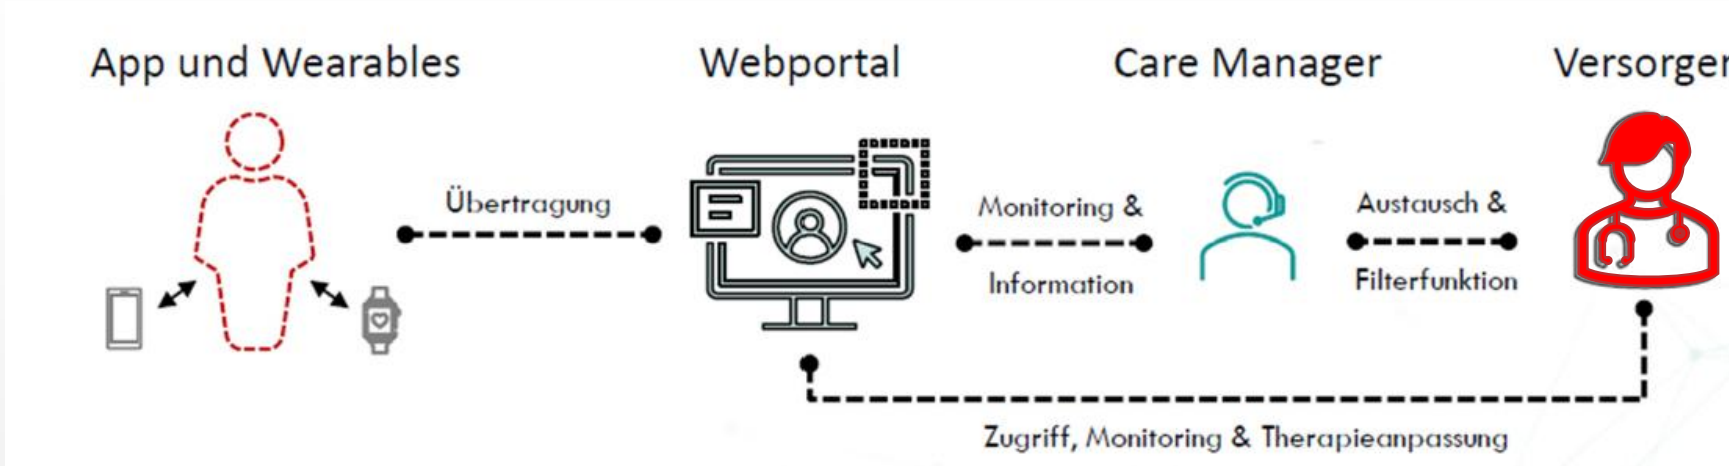 App und Wearables
Webportal
Care Manager
Versorger
Übertragung
Monitoring &
Information
Austausch &
Filterfunktion
Zugriff, Monitoring & Therapieanpassung